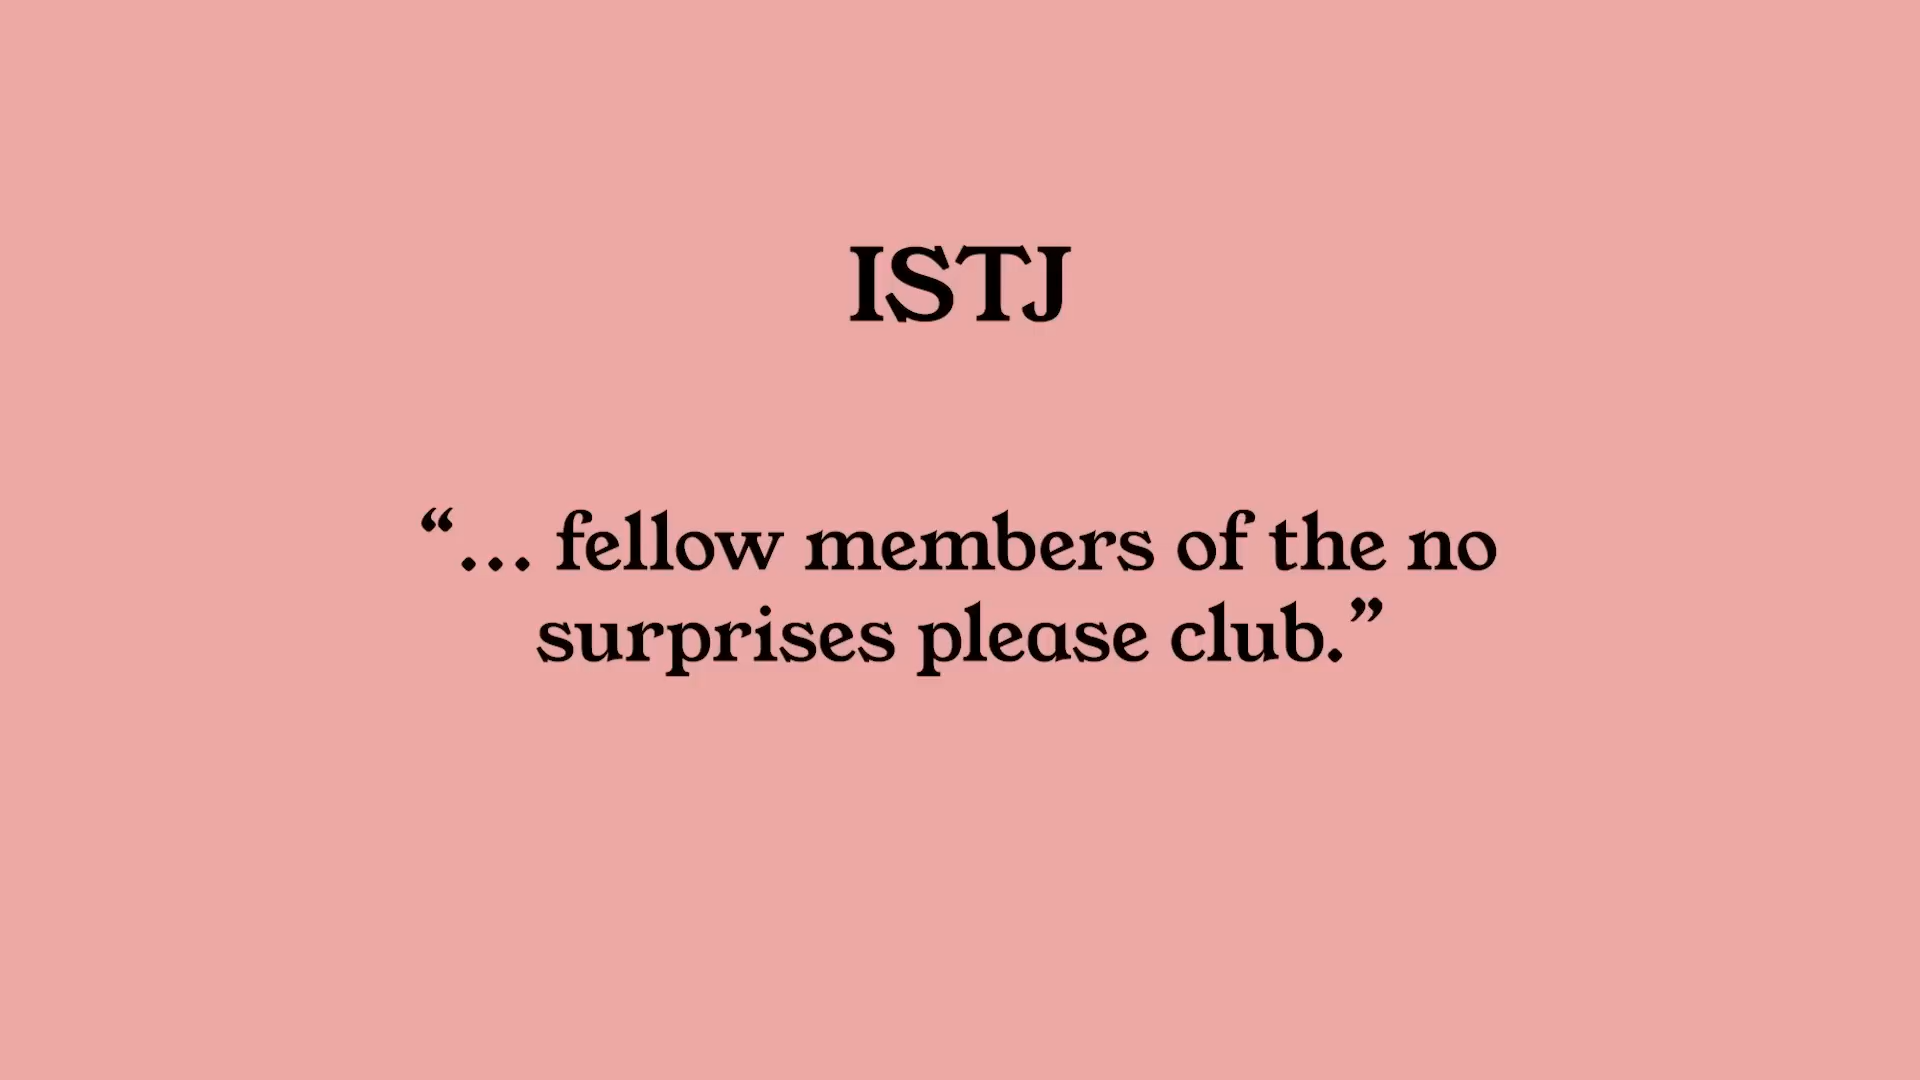 ISTJ
“... fellow members of the no
surprises please club.”